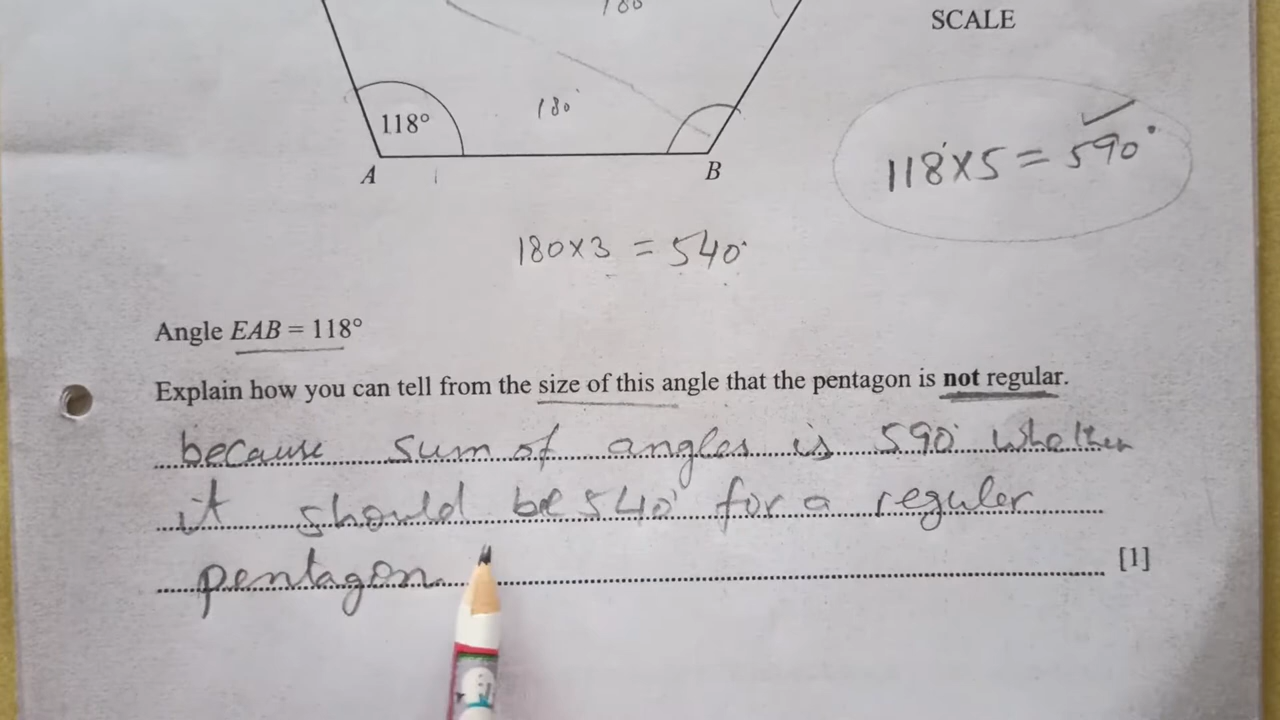 180
SCALE
118°
180°
A
B
118×5 = 590°
180×3 = 540°
Angle EAB = 118°
Explain how you can tell from the size of this angle that the pentagon is not regular.
because sum of angles is 590°
it should be 540° for a reguler
pentagon
[1]